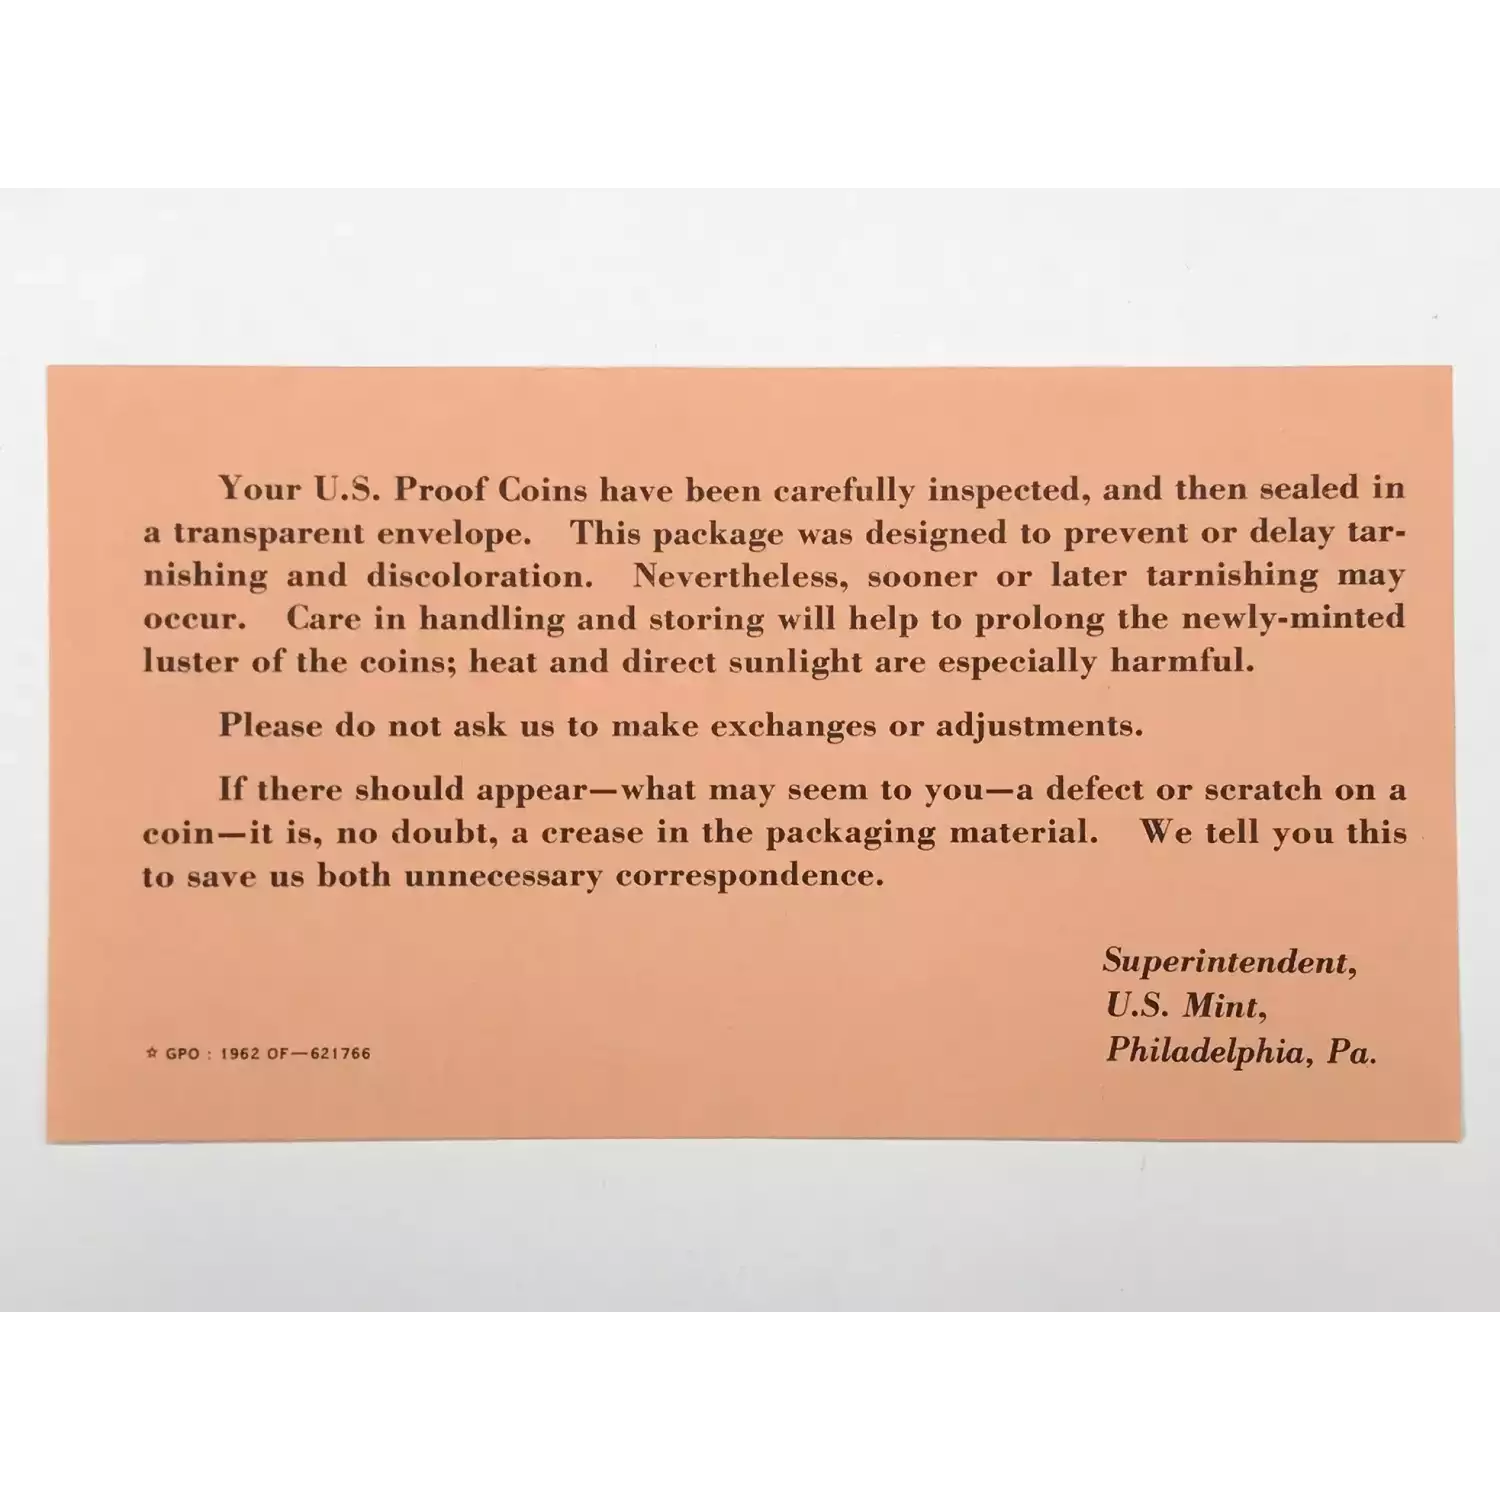 Your U.S. Proof Coins have been carefully inspected, and then sealed in
a transparent envelope. This package was designed to prevent or delay tar-
nishing and discoloration. Nevertheless, sooner or later tarnishing may
occur. Care in handling and storing will help to prolong the newly-minted
luster of the coins; heat and direct sunlight are especially harmful.
Please do not ask us to make exchanges or adjustments.
If there should appear—what may seem to you—a defect or scratch on a
coin—it is, no doubt, a crease in the packaging material. We tell you this
to save us both unnecessary correspondence.
Superintendent,
U.S. Mint,
Philadelphia, Pa.
☆ GPO : 1962 OF—621766